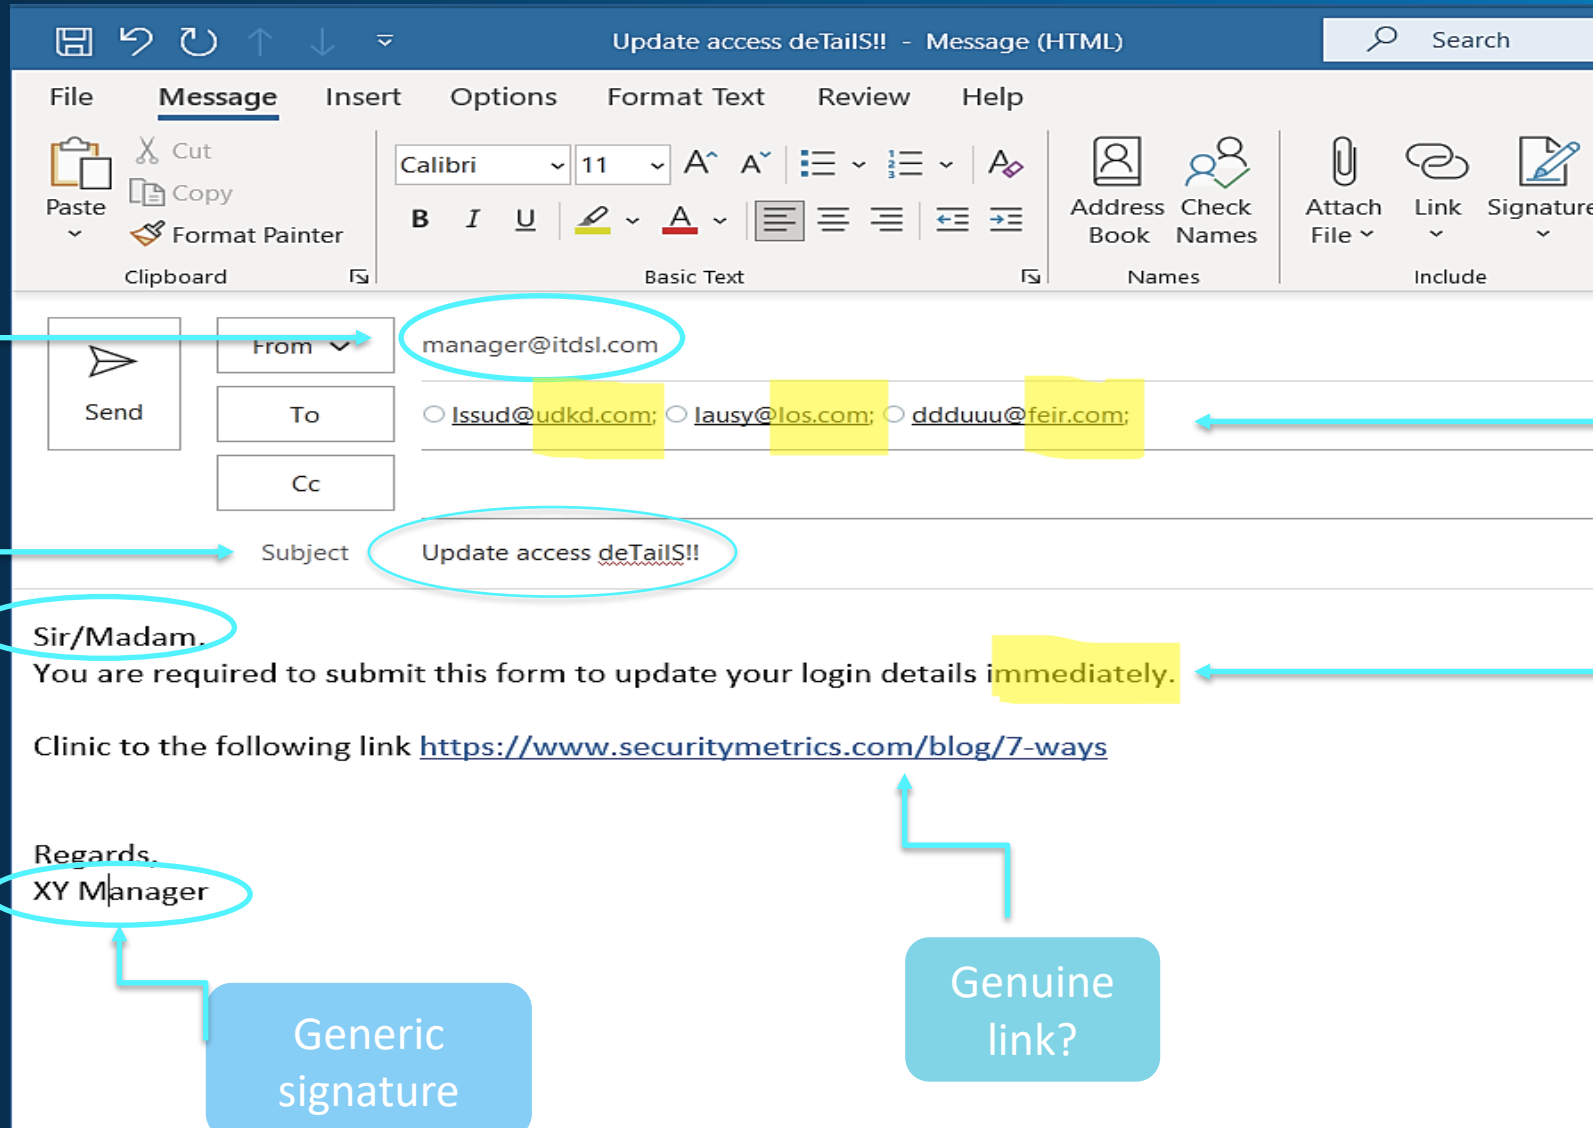 Update access deTailS!! - Message (HTML)
Search
File Message Insert Options Format Text Review Help
Paste
Cut
Copy
Format Painter
Clipboard
Calibri 11
B I U A
Basic Text
Address Book
Check Names
Names
Attach File
Link
Signature
Include
Send
From manager@itdsl.com
To lssud@udkd.com; lausy@los.com; ddduuu@feir.com;
Cc
Subject Update access deTailS!!
Sir/Madam,
You are required to submit this form to update your login details immediately.
Clinic to the following link https://www.securitymetrics.com/blog/7-ways
Regards,
XY Manager
Generic
signature
Genuine
link?